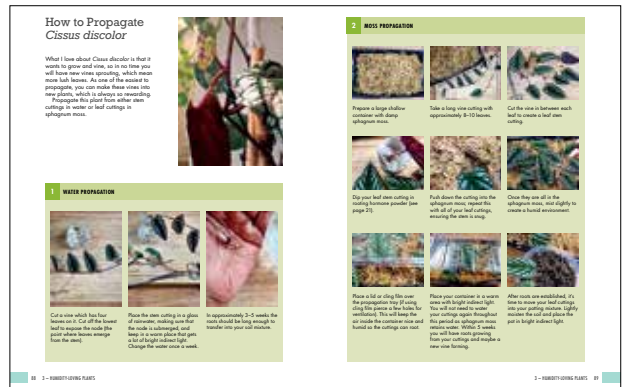 How to Propagate
Cissus discolor
What I love about Cissus discolor is that it
wants to grow and vine, so in no time you
will have new vines sprouting, which mean
more lush leaves. As one of the easiest to
propagate, you can make these vines into
new plants, which is always so rewarding.
Propagate this plant from either stem
cuttings in water or leaf cuttings in
sphagnum moss.
1 WATER PROPAGATION
Cut a vine which has four
leaves on it. Cut off the lowest
leaf to expose the node (the
point where leaves emerge
from the stem).
Place the stem cutting in a glass
of rainwater, making sure that
the node is submerged, and
keep in a warm place that gets
a lot of bright indirect light.
Change the water once a week.
In approximately 3–5 weeks the
roots should be long enough to
transfer into your soil mixture.
88 3 – HUMIDITY-LOVING PLANTS
2 MOSS PROPAGATION
Prepare a large shallow
container with damp
sphagnum moss.
Take a long vine cutting with
approximately 8–10 leaves.
Cut the vine in between each
leaf to create a leaf stem
cutting.
Dip your leaf stem cutting in
rooting hormone powder (see
page 21).
Push down the cutting into the
sphagnum moss; repeat this
with all of your leaf cuttings,
ensuring the stem is snug.
Once they are all in the
sphagnum moss, mist slightly to
create a humid environment.
Place a lid or cling film over
the propagation tray (if using
cling film pierce a few holes for
ventilation). This will keep the
air inside the container nice and
humid so the cuttings can root.
Place your container in a warm
area with bright indirect light.
You will not need to water
your cuttings again throughout
this period as sphagnum moss
retains water. Within 5 weeks
you will have roots growing
from your cuttings and maybe a
new vine forming.
After roots are established, it's
time to move your leaf cuttings
into your potting mixture. Lightly
moisten the soil and place the
pot in bright indirect light.
3 – HUMIDITY-LOVING PLANTS 89